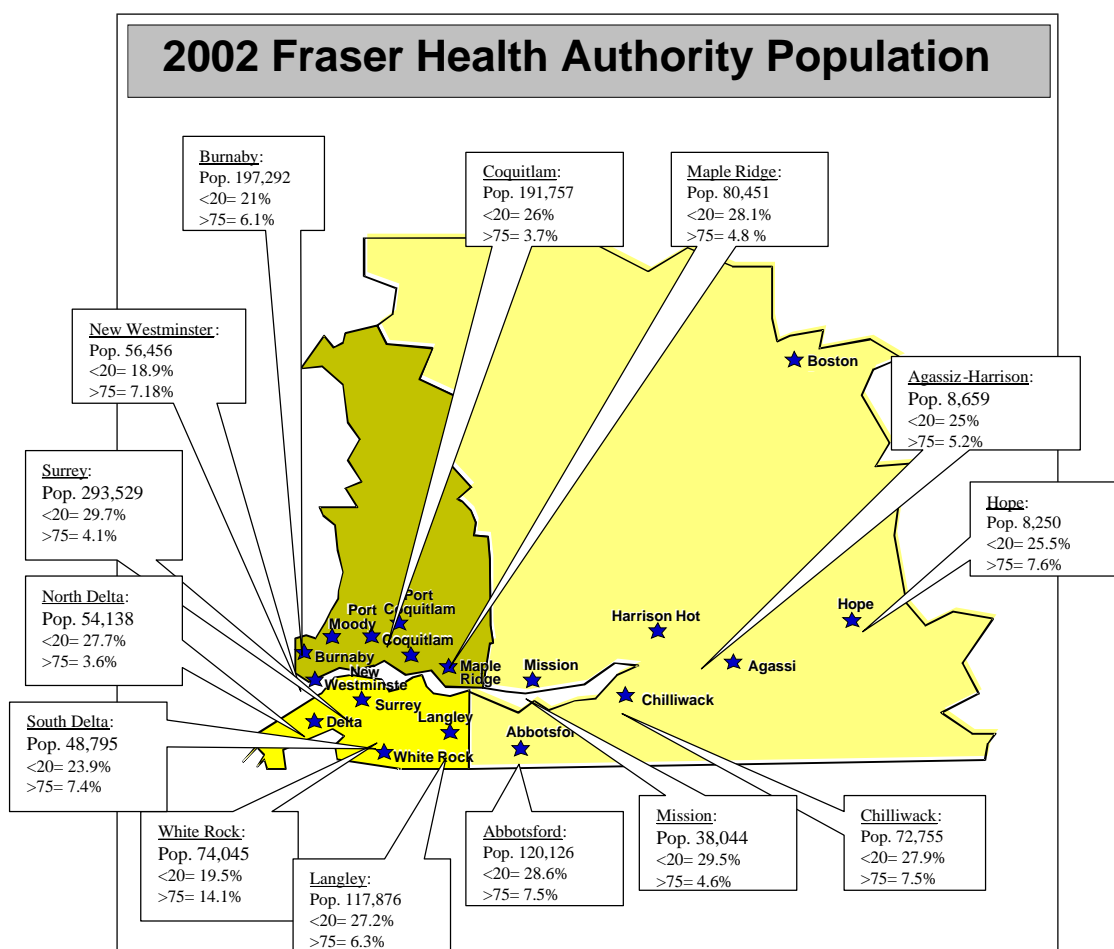 2002 Fraser Health Authority Population
Burnaby:
Pop. 197,292
<20= 21%
>75= 6.1%
Coquitlam:
Pop. 191,757
<20= 26%
>75= 3.7%
Maple Ridge:
Pop. 80,451
<20= 28.1%
>75= 4.8 %
New Westminster:
Pop. 56,456
<20= 18.9%
>75= 7.18%
Agassiz-Harrison:
Pop. 8,659
<20= 25%
>75= 5.2%
Surrey:
Pop. 293,529
<20= 29.7%
>75= 4.1%
Hope:
Pop. 8,250
<20= 25.5%
>75= 7.6%
North Delta:
Pop. 54,138
<20= 27.7%
>75= 3.6%
South Delta:
Pop. 48,795
<20= 23.9%
>75= 7.4%
White Rock:
Pop. 74,045
<20= 19.5%
>75= 14.1%
Langley:
Pop. 117,876
<20= 27.2%
>75= 6.3%
Abbotsford:
Pop. 120,126
<20= 28.6%
>75= 7.5%
Mission:
Pop. 38,044
<20= 29.5%
>75= 4.6%
Chilliwack:
Pop. 72,755
<20= 27.9%
>75= 7.5%
Boston
Port
Coquitlam
Port
Moody
Coquitlam
Burnaby
New
Westminste
Maple
Ridge
Mission
Harrison Hot
Hope
Agassi
Chilliwack
Surrey
Delta
Langley
White Rock
Abbotsfor